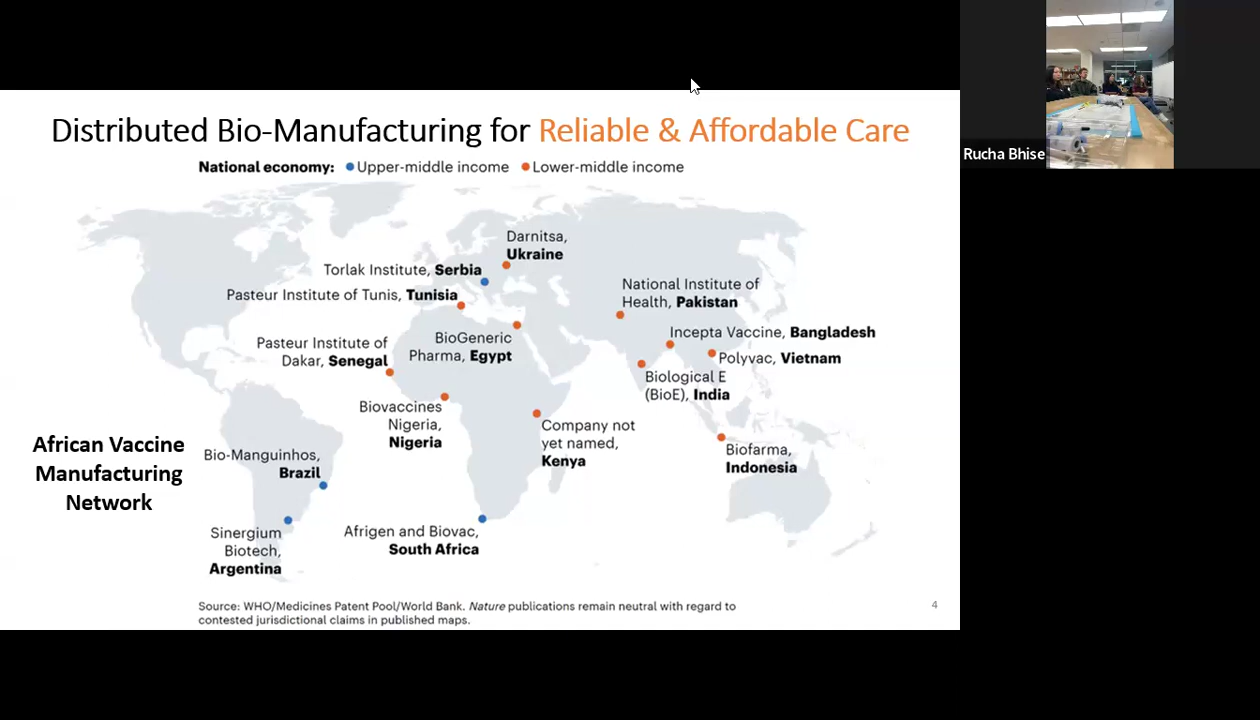 Distributed Bio-Manufacturing for Reliable & Affordable Care
National economy: Upper-middle income Lower-middle income
Darnitsa,
Ukraine
Torlak Institute, Serbia
Pasteur Institute of Tunis, Tunisia
National Institute of
Health, Pakistan
BioGeneric
Pharma, Egypt
Incepta Vaccine, Bangladesh
Pasteur Institute of
Dakar, Senegal
Polyvac, Vietnam
Biological E
(BioE), India
Biovaccines
Nigeria,
Nigeria
Company not
yet named,
Kenya
Biofarma,
Indonesia
African Vaccine
Manufacturing
Network
Bio-Manguinhos,
Brazil
Sinergium
Biotech,
Argentina
Afrigen and Biovac,
South Africa
Source: WHO/Medicines Patent Pool/World Bank. Nature publications remain neutral with regard to
contested jurisdictional claims in published maps.
4
Rucha Bhise